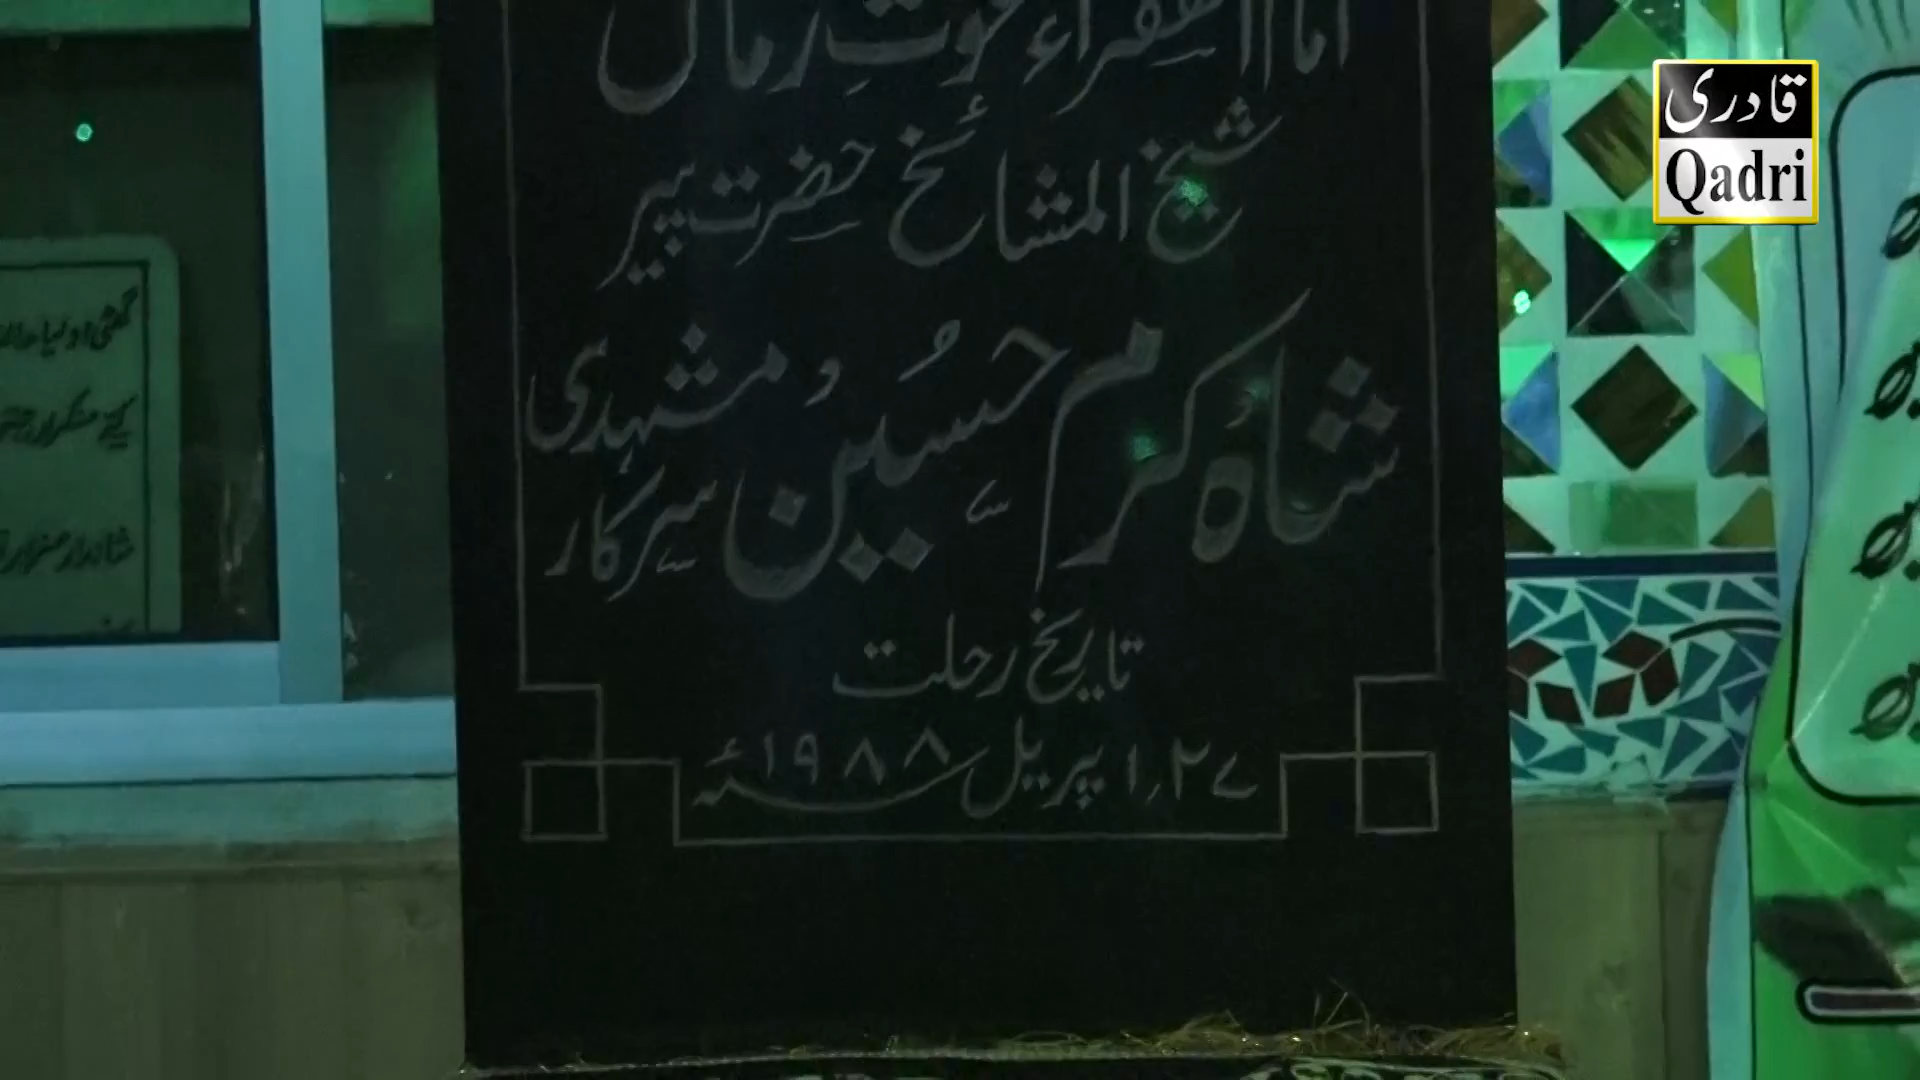 امام الفقراء غوثِ زماں
شیخ المشائخ حضرت پیر
شاہ کرم حسین مشہدی
سرکار
تاریخ رحلت
۲۷ اپریل ۱۹۸۸ء
قادری
Qadri